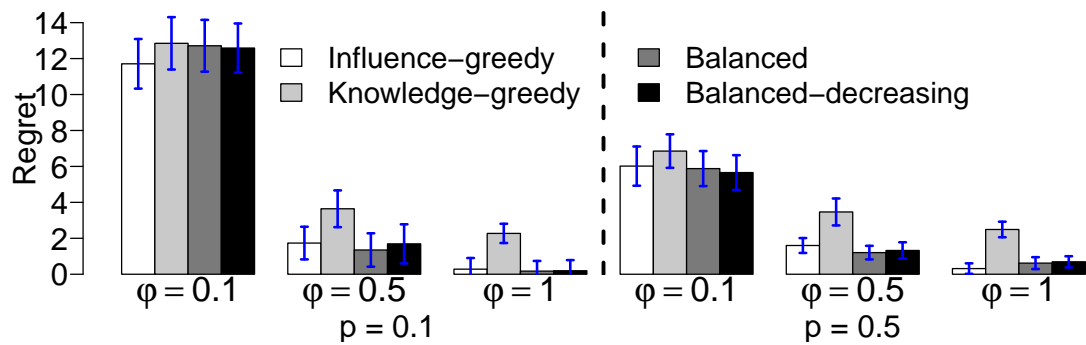 Regret
14
12
10
8
6
4
2
0
Influence−greedy
Knowledge−greedy
Balanced
Balanced−decreasing
φ = 0.1
φ = 0.5
φ = 1
φ = 0.1
φ = 0.5
φ = 1
p = 0.1
p = 0.5